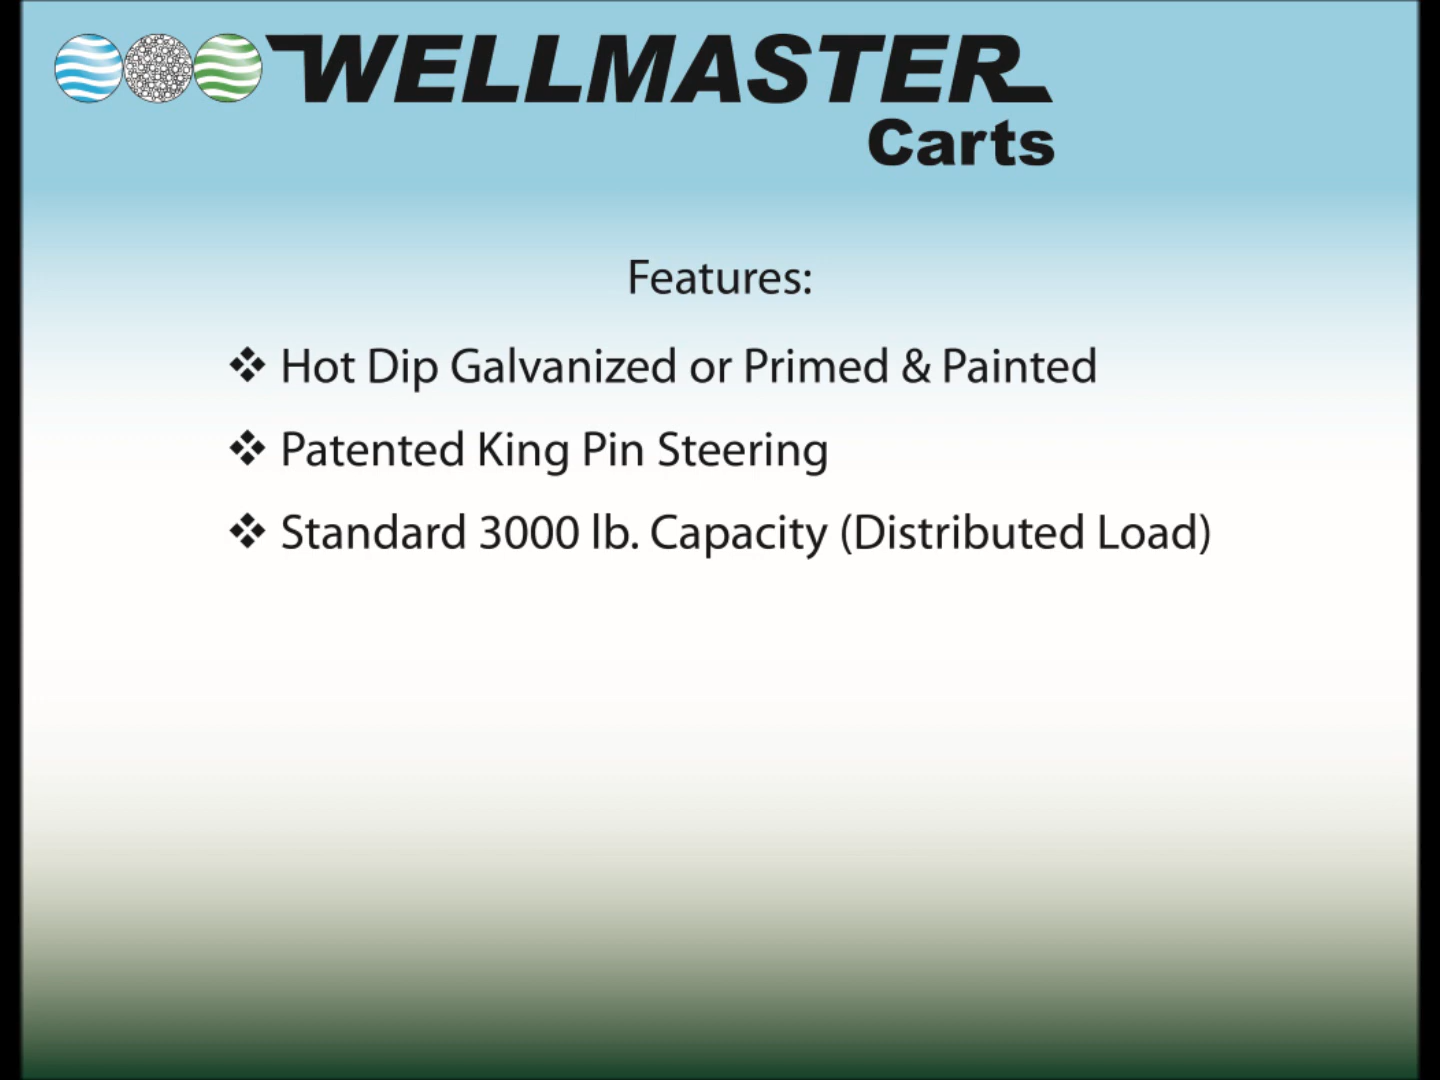 WELLMASTER
Carts
Features:
❖ Hot Dip Galvanized or Primed & Painted
❖ Patented King Pin Steering
❖ Standard 3000 lb. Capacity (Distributed Load)